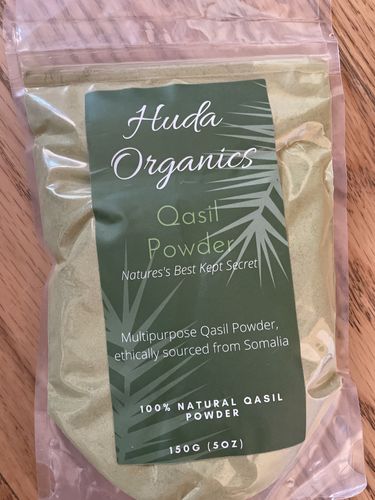 Huda
Organics
Qasil
Powder
Natures's Best Kept Secret
Multipurpose Qasil Powder,
ethically sourced from Somalia
100% NATURAL QASIL
POWDER
150G (5OZ)